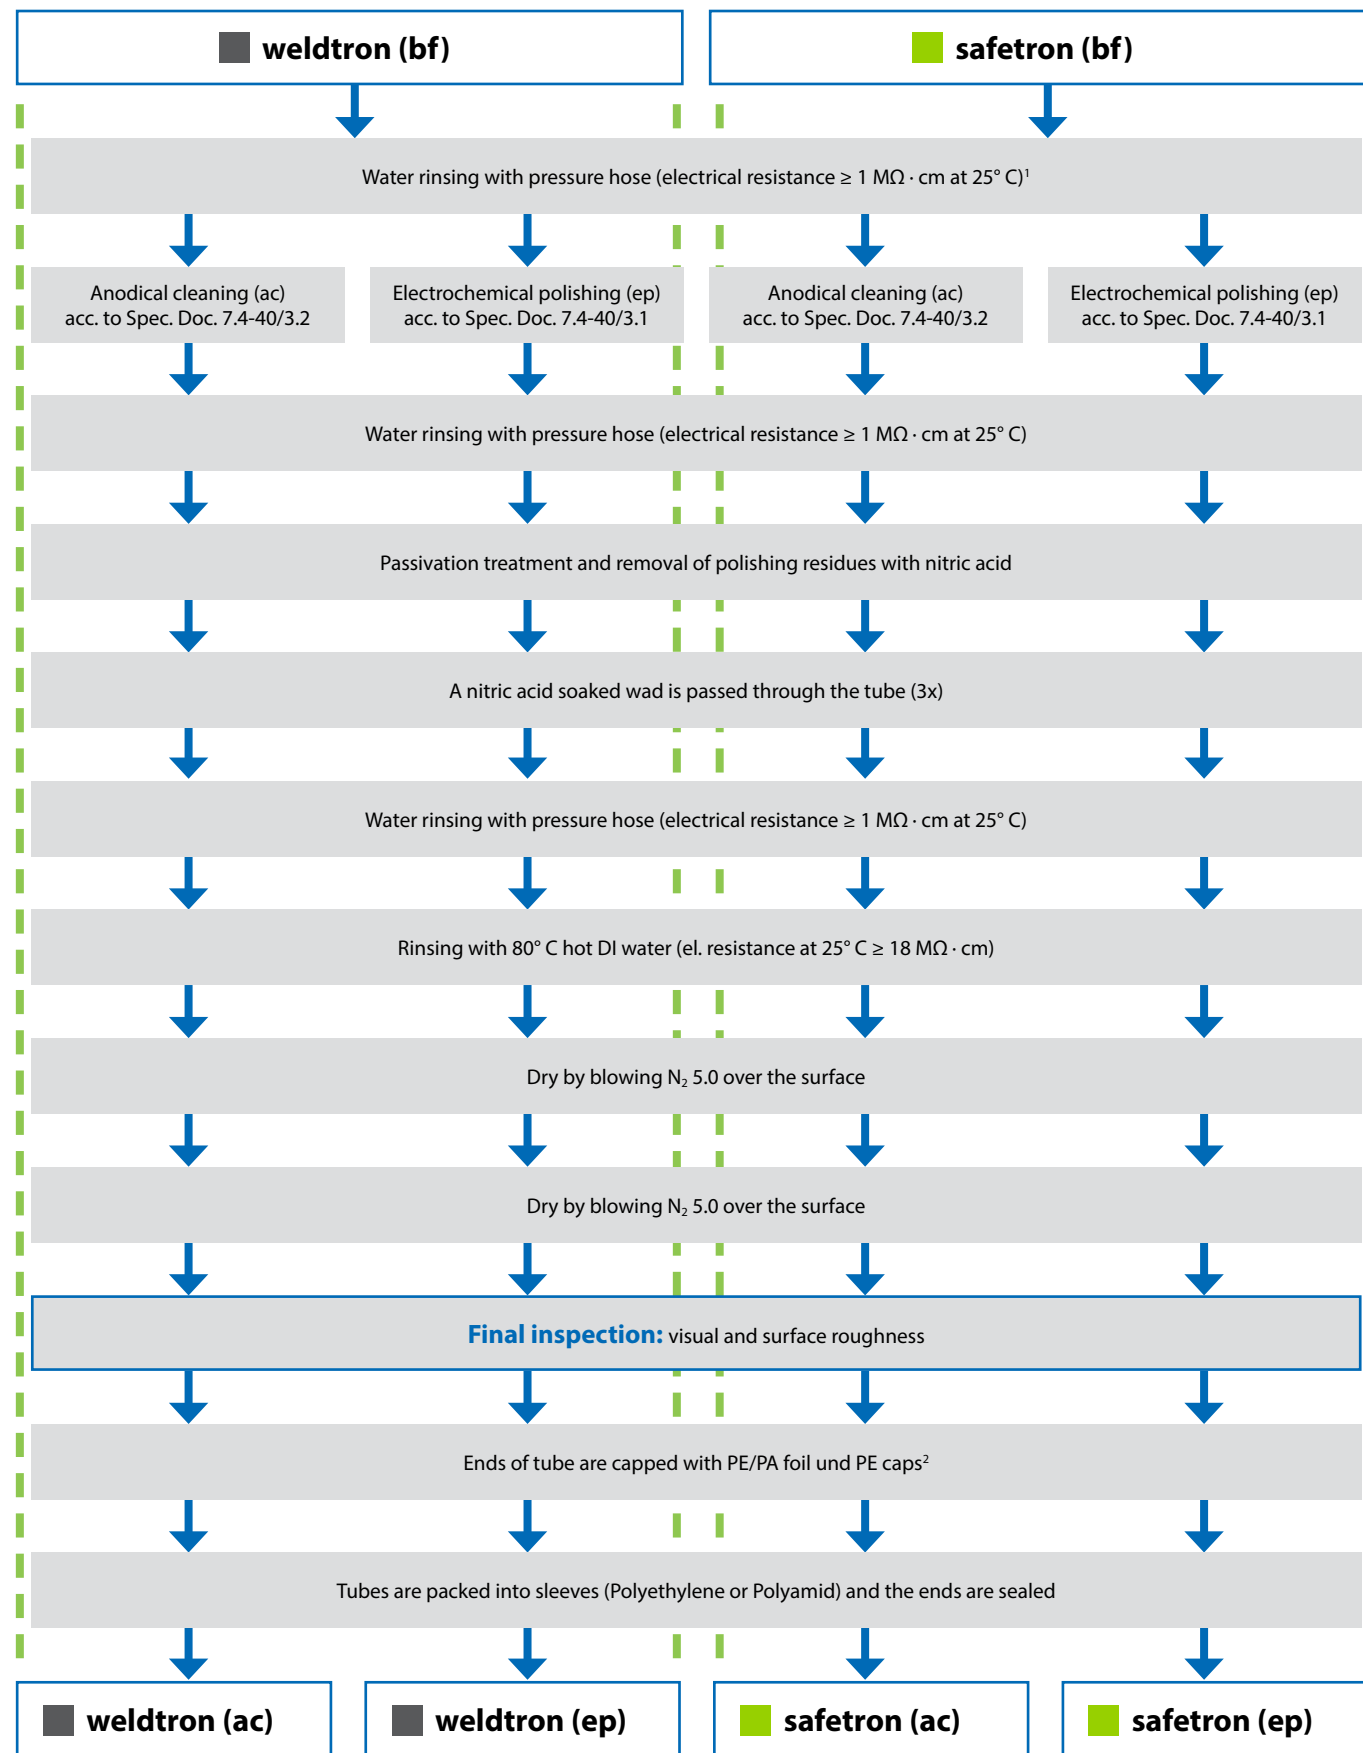 weldtron (bf)
safetron (bf)
Water rinsing with pressure hose (electrical resistance ≥ 1 MΩ · cm at 25° C)¹
Anodical cleaning (ac)
acc. to Spec. Doc. 7.4-40/3.2
Electrochemical polishing (ep)
acc. to Spec. Doc. 7.4-40/3.1
Anodical cleaning (ac)
acc. to Spec. Doc. 7.4-40/3.2
Electrochemical polishing (ep)
acc. to Spec. Doc. 7.4-40/3.1
Water rinsing with pressure hose (electrical resistance ≥ 1 MΩ · cm at 25° C)
Passivation treatment and removal of polishing residues with nitric acid
A nitric acid soaked wad is passed through the tube (3x)
Water rinsing with pressure hose (electrical resistance ≥ 1 MΩ · cm at 25° C)
Rinsing with 80° C hot DI water (el. resistance at 25° C ≥ 18 MΩ · cm)
Dry by blowing N₂ 5.0 over the surface
Dry by blowing N₂ 5.0 over the surface
Final inspection: visual and surface roughness
Ends of tube are capped with PE/PA foil und PE caps²
Tubes are packed into sleeves (Polyethylene or Polyamid) and the ends are sealed
weldtron (ac)
weldtron (ep)
safetron (ac)
safetron (ep)